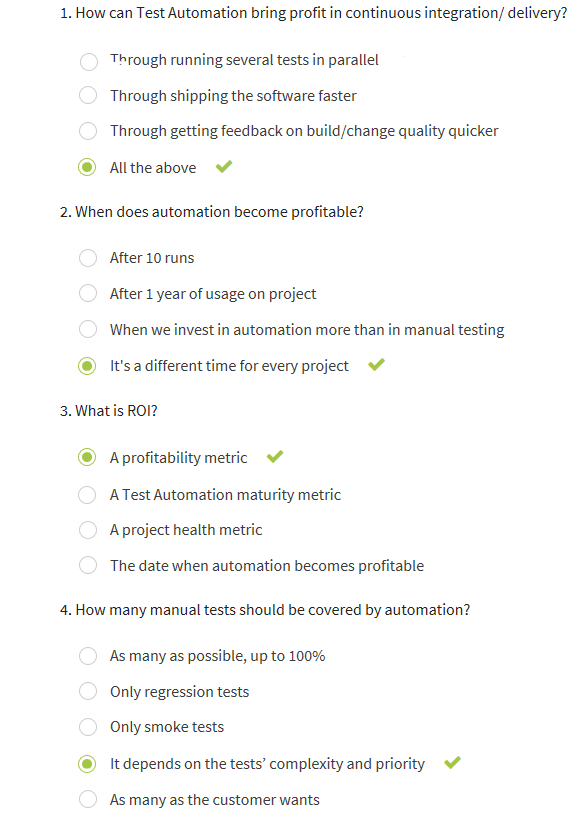 1. How can Test Automation bring profit in continuous integration/ delivery?
Through running several tests in parallel
Through shipping the software faster
Through getting feedback on build/change quality quicker
All the above
2. When does automation become profitable?
After 10 runs
After 1 year of usage on project
When we invest in automation more than in manual testing
It's a different time for every project
3. What is ROI?
A profitability metric
A Test Automation maturity metric
A project health metric
The date when automation becomes profitable
4. How many manual tests should be covered by automation?
As many as possible, up to 100%
Only regression tests
Only smoke tests
It depends on the tests’ complexity and priority
As many as the customer wants